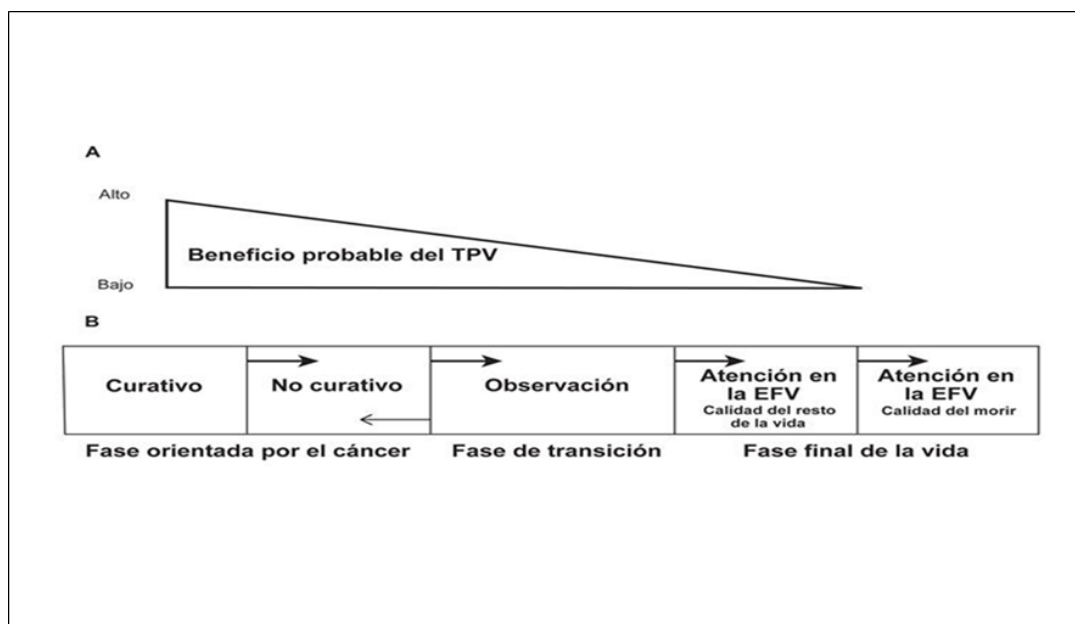 A
Alto
Beneficio probable del TPV
Bajo
B
Curativo
No curativo
Observación
Atención en
la EFV
Calidad del resto
de la vida
Atención en
la EFV
Calidad del morir
Fase orientada por el cáncer
Fase de transición
Fase final de la vida